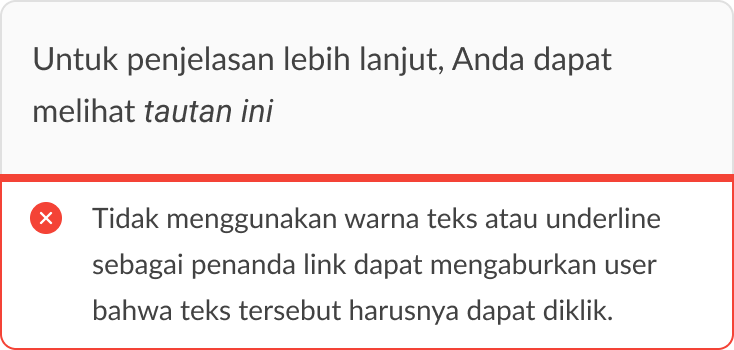 Untuk penjelasan lebih lanjut, Anda dapat
melihat tautan ini
Tidak menggunakan warna teks atau underline
sebagai penanda link dapat mengaburkan user
bahwa teks tersebut harusnya dapat diklik.